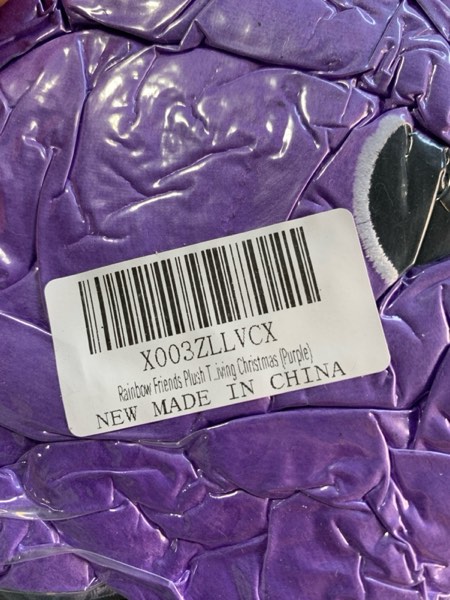 X003ZLLVCX
Rainbow Friends Plush T...iving Christmas (Purple)
NEW MADE IN CHINA